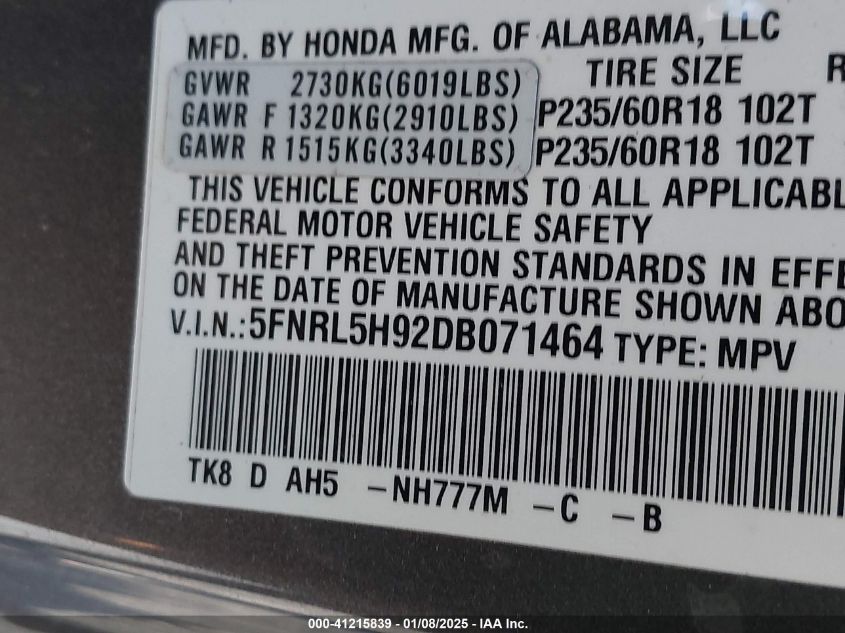 MFD. BY HONDA MFG. OF ALABAMA, LLC
GVWR 2730KG(6019LBS) TIRE SIZE R
GAWR F 1320KG(2910LBS) P235/60R18 102T
GAWR R 1515KG(3340LBS) P235/60R18 102T
THIS VEHICLE CONFORMS TO ALL APPLICABL
FEDERAL MOTOR VEHICLE SAFETY
AND THEFT PREVENTION STANDARDS IN EFFE
ON THE DATE OF MANUFACTURE SHOWN ABO
V.I.N.:5FNRL5H92DB071464 TYPE: MPV
TK8 D AH5 -NH777M -C -B
000-41215839 - 01/08/2025 - IAA Inc.